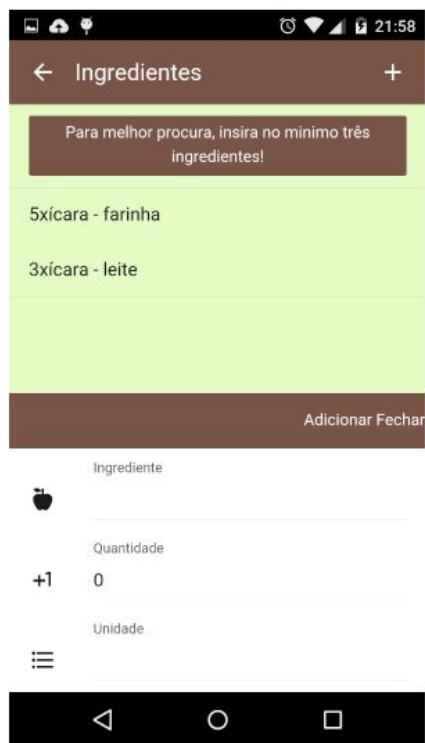 21:58
Ingredientes
Para melhor procura, insira no minimo três
ingredientes!
5xícara - farinha
3xícara - leite
Adicionar Fechar
Ingrediente
Quantidade
+1 0
Unidade